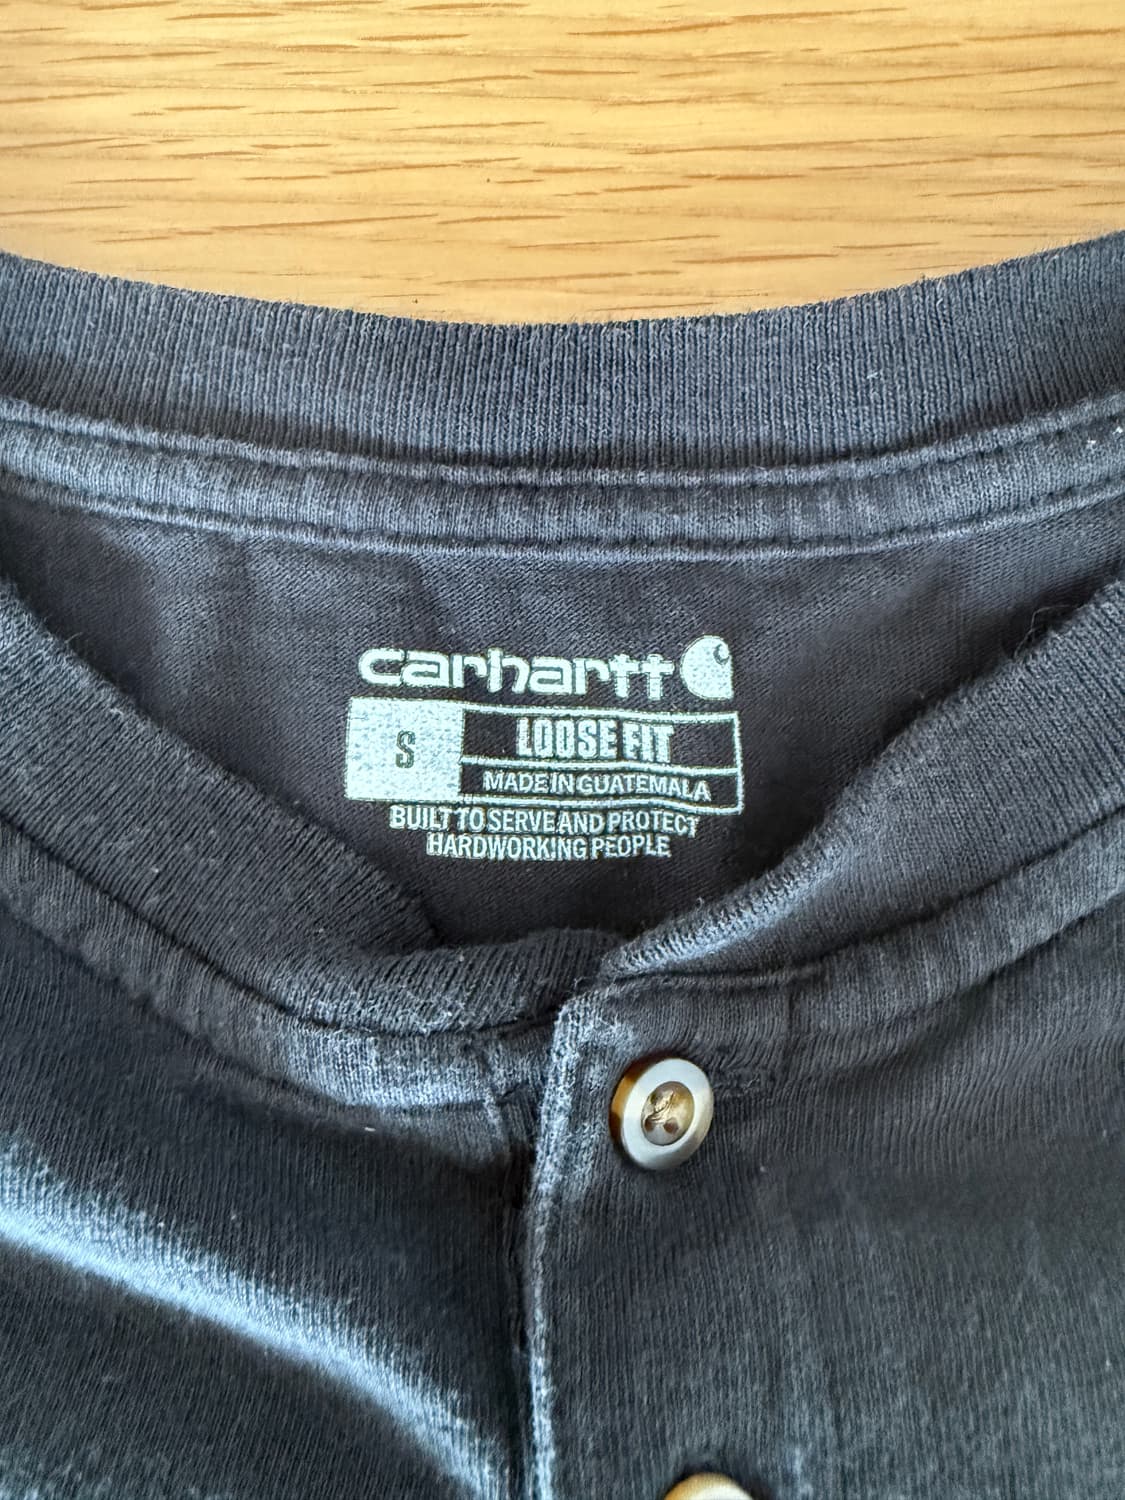 carhartt
S
LOOSE FIT
MADE IN GUATEMALA
BUILT TO SERVE AND PROTECT
HARDWORKING PEOPLE